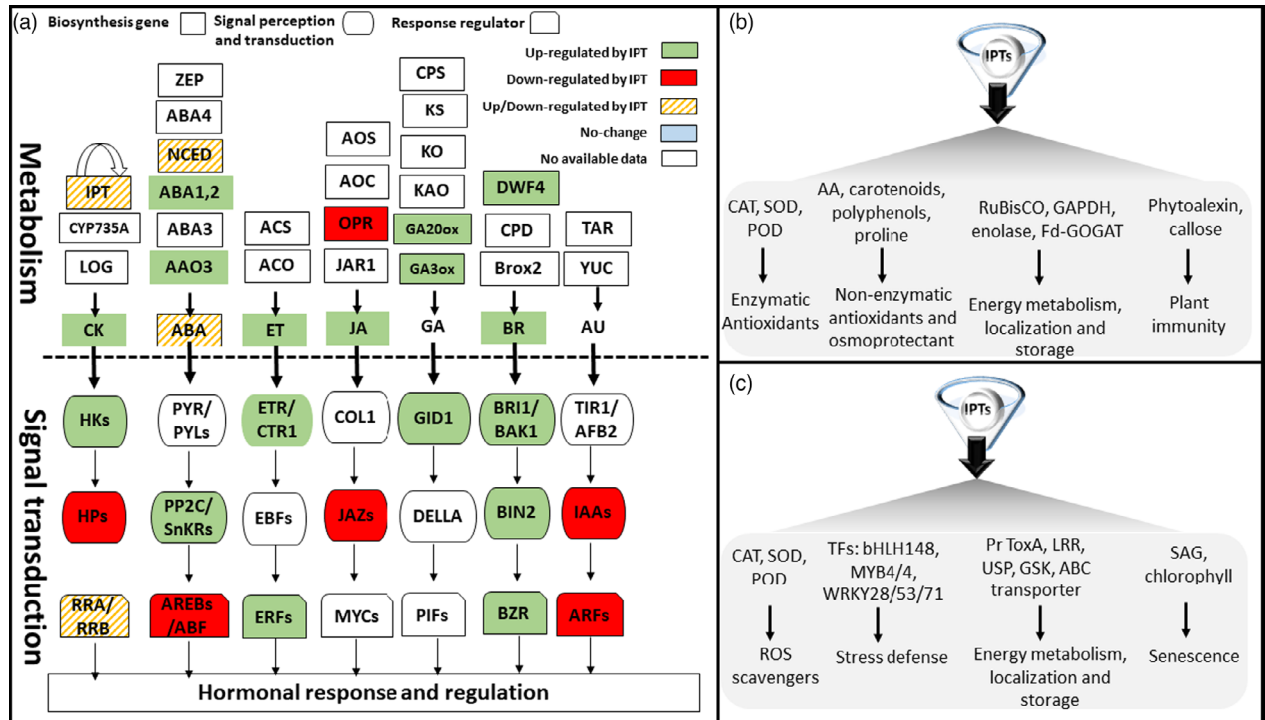 (a)
Biosynthesis gene
Signal perception
and transduction
Response regulator
Up-regulated by IPT
Down-regulated by IPT
Up/Down-regulated by IPT
No-change
No available data
Metabolism
IPT
CYP735A
LOG
CK
ZEP
ABA4
NCED
ABA1,2
ABA3
AAO3
ABA
ACS
ACO
ET
AOS
AOC
OPR
JAR1
JA
CPS
KS
KO
KAO
GA20ox
GA3ox
GA
DWF4
CPD
Brox2
BR
TAR
YUC
AU
Signal transduction
HKs
PYR/
PYLs
ETR/
CTR1
COL1
GID1
BRI1/
BAK1
TIR1/
AFB2
HPs
PP2C/
SnKRs
EBFs
JAZs
DELLA
BIN2
IAAs
RRA/
RRB
AREBs
/ABF
ERFs
MYCs
PIFs
BZR
ARFs
Hormonal response and regulation
(b)
IPTs
CAT, SOD,
POD
Enzymatic
Antioxidants
AA, carotenoids,
polyphenols,
proline
Non-enzymatic
antioxidants and
osmoprotectant
RuBisCO, GAPDH,
enolase, Fd-GOGAT
Energy metabolism,
localization and
storage
Phytoalexin,
callose
Plant
immunity
(c)
IPTs
CAT, SOD,
POD
ROS
scavengers
TFs: bHLH148,
MYB4/4,
WRKY28/53/71
Stress defense
Pr ToxA, LRR,
USP, GSK, ABC
transporter
Energy metabolism,
localization and
storage
SAG,
chlorophyll
Senescence